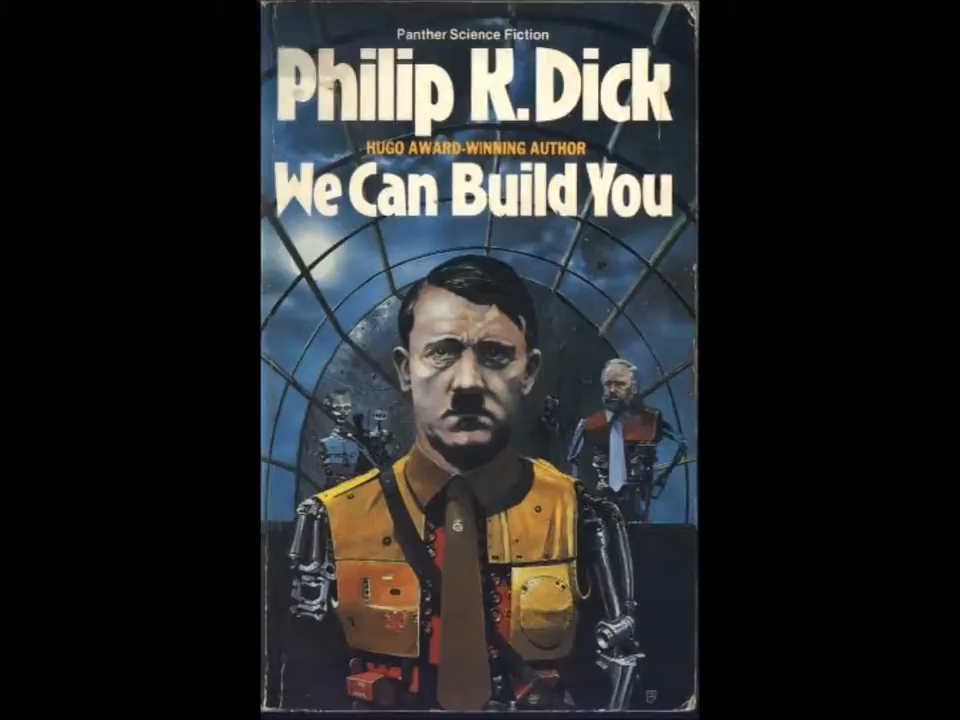 Panther Science Fiction
Philip K. Dick
HUGO AWARD-WINNING AUTHOR
We Can Build You